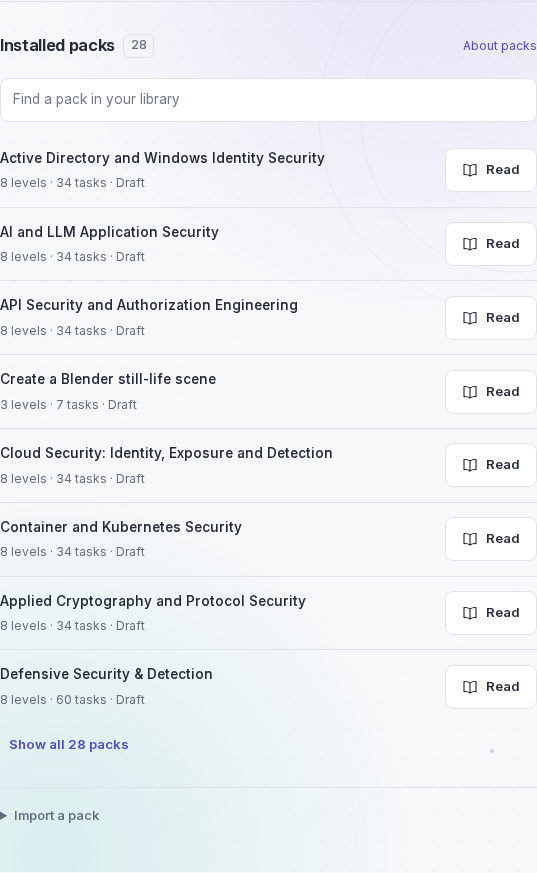 Installed packs 28 About packs
Find a pack in your library
Active Directory and Windows Identity Security
8 levels · 34 tasks · Draft
Read
AI and LLM Application Security
8 levels · 34 tasks · Draft
Read
API Security and Authorization Engineering
8 levels · 34 tasks · Draft
Read
Create a Blender still-life scene
3 levels · 7 tasks · Draft
Read
Cloud Security: Identity, Exposure and Detection
8 levels · 34 tasks · Draft
Read
Container and Kubernetes Security
8 levels · 34 tasks · Draft
Read
Applied Cryptography and Protocol Security
8 levels · 34 tasks · Draft
Read
Defensive Security & Detection
8 levels · 60 tasks · Draft
Read
Show all 28 packs
Import a pack